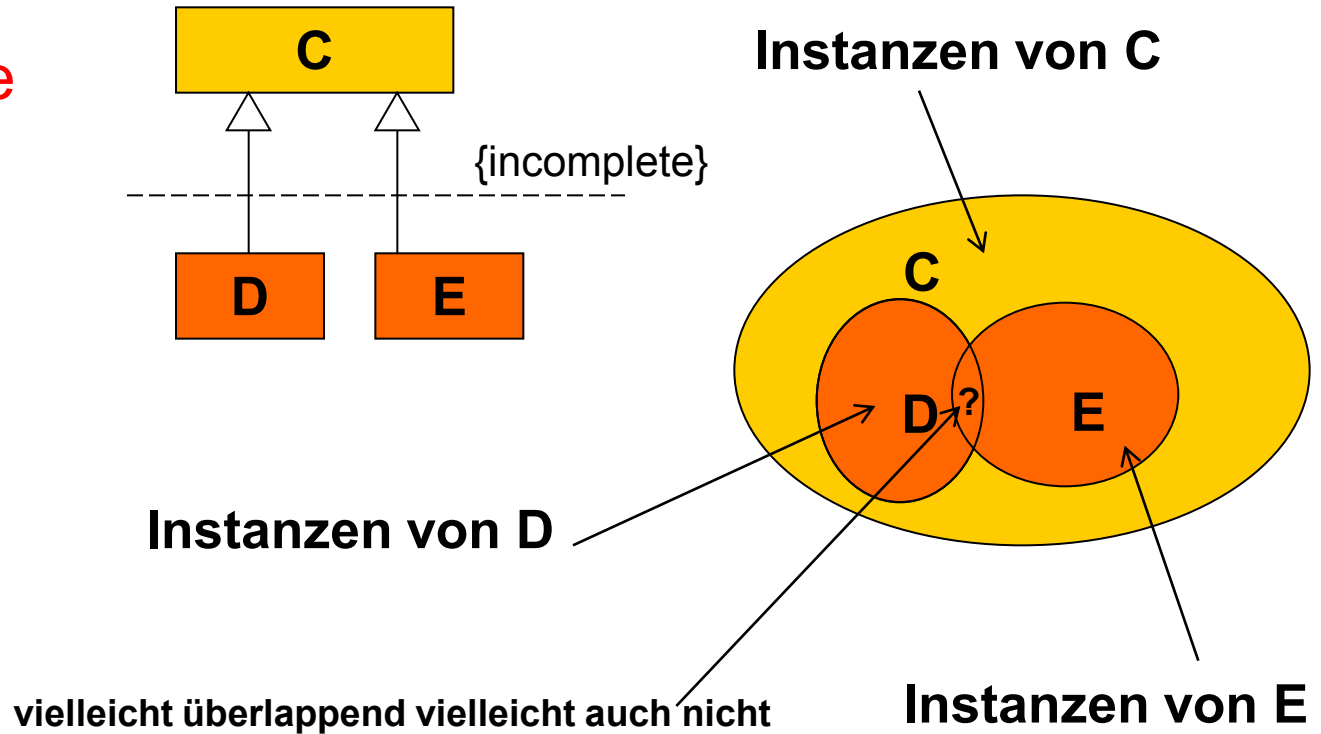 C
Instanzen von C
e
{incomplete}
D
E
C
D
?
E
Instanzen von D
vielleicht überlappend vielleicht auch nicht
Instanzen von E